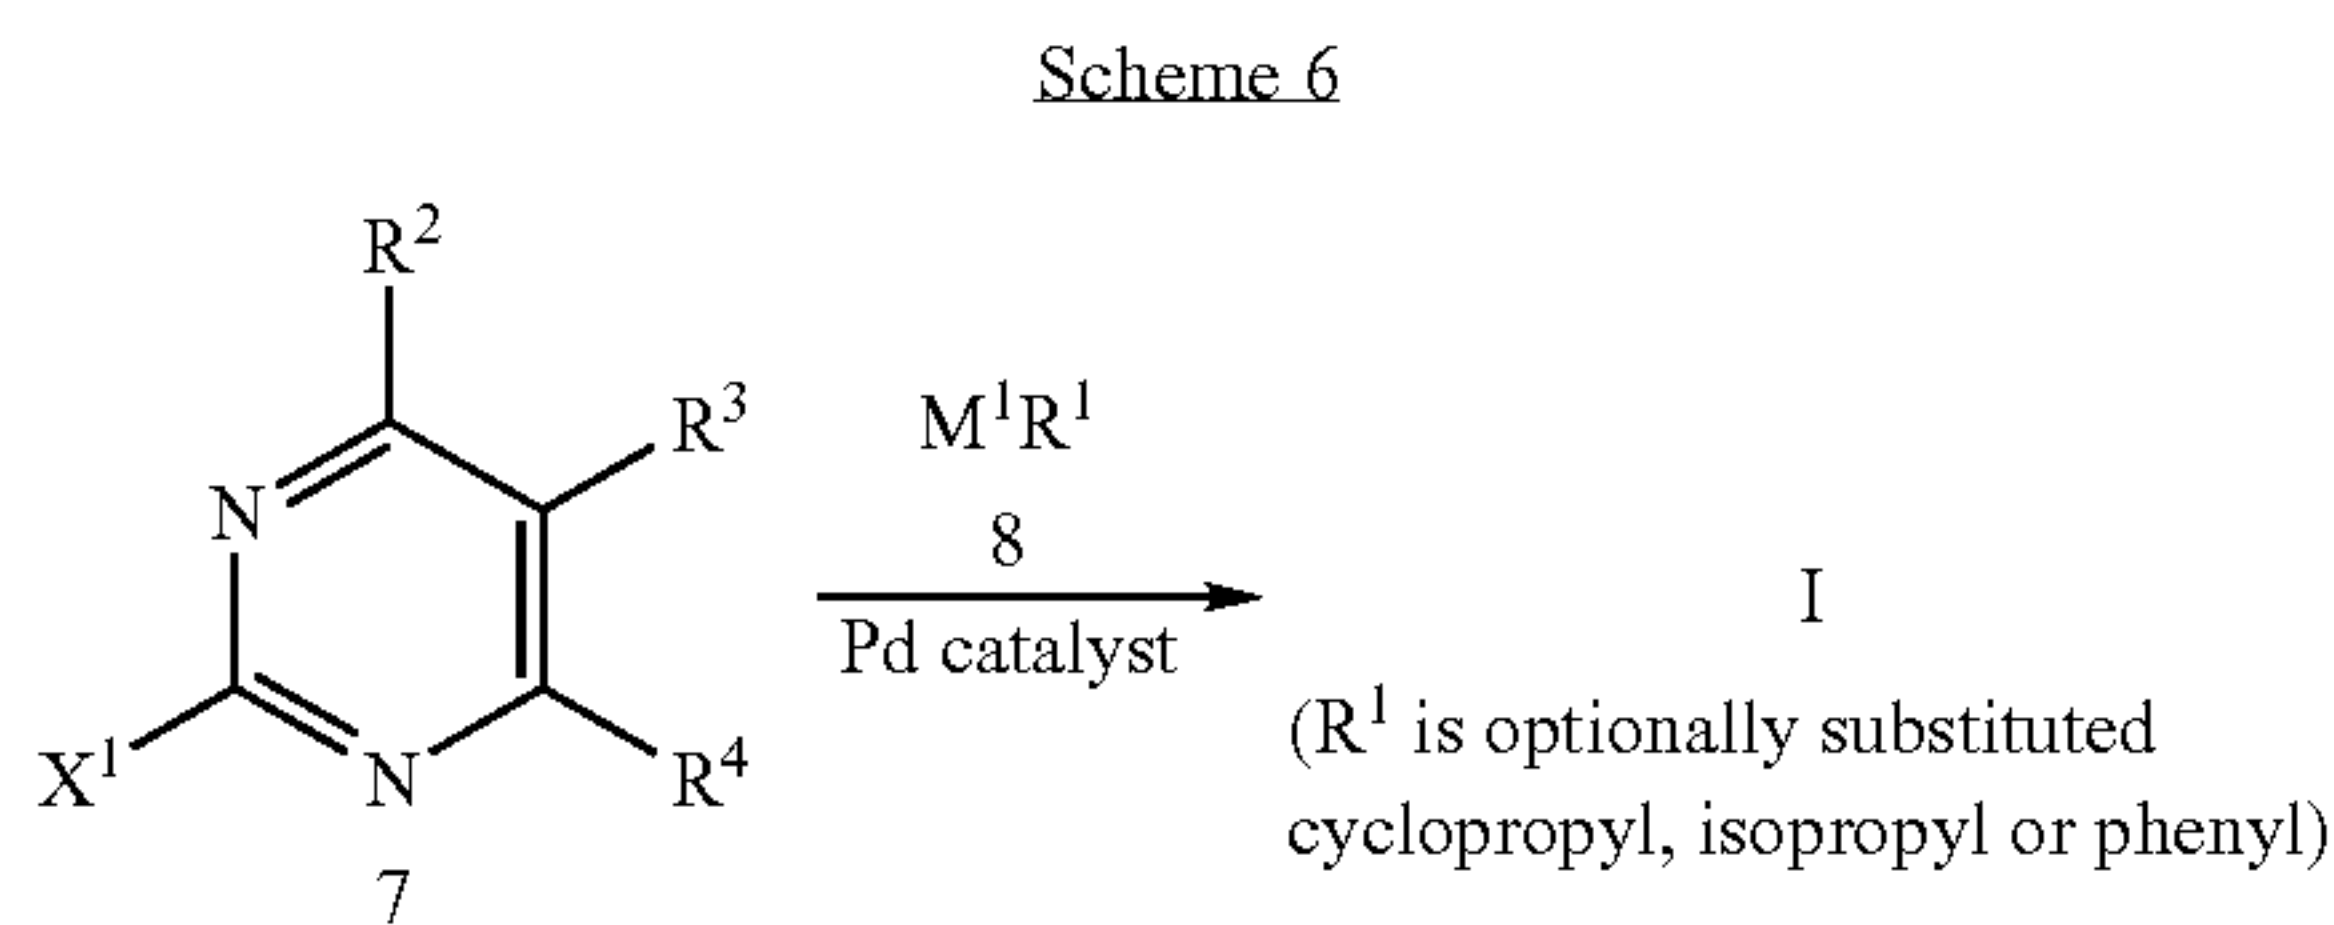 Scheme 6
R²
R³
N
X¹
N
R⁴
7
M¹R¹
8
Pd catalyst
I
(R¹ is optionally substituted
cyclopropyl, isopropyl or phenyl)